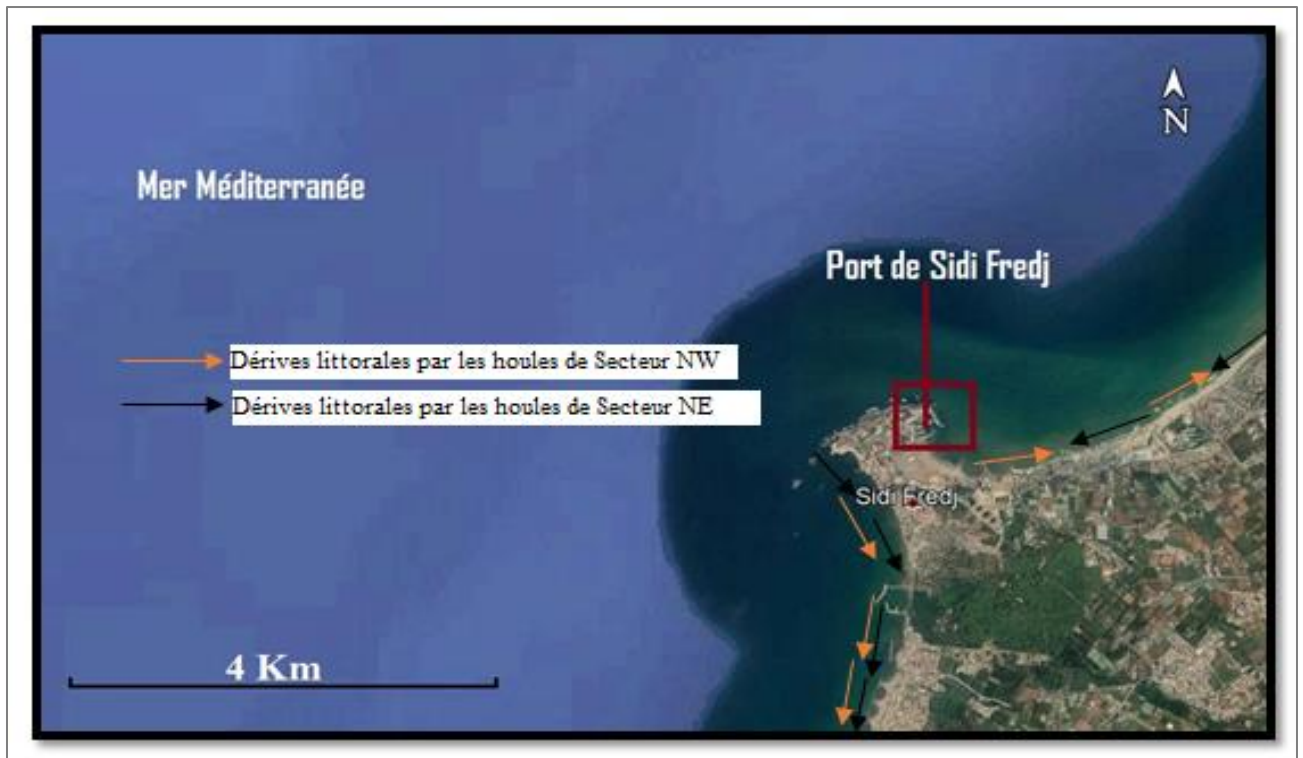 N
Mer Méditerranée
Port de Sidi Fredj
Dérives littorales par les houles de Secteur NW
Dérives littorales par les houles de Secteur NE
Sidi Fredj
4 Km